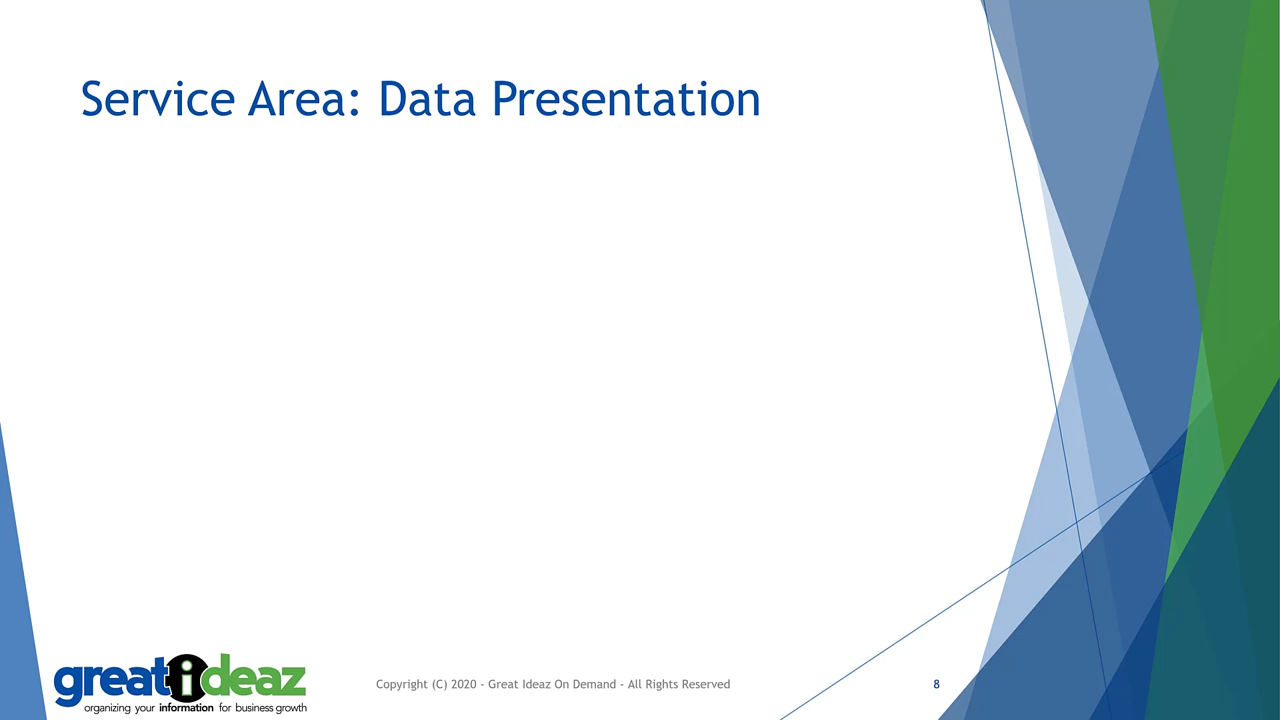 Service Area: Data Presentation
greatideaz
organizing your information for business growth
Copyright (C) 2020 - Great Ideaz On Demand - All Rights Reserved
8